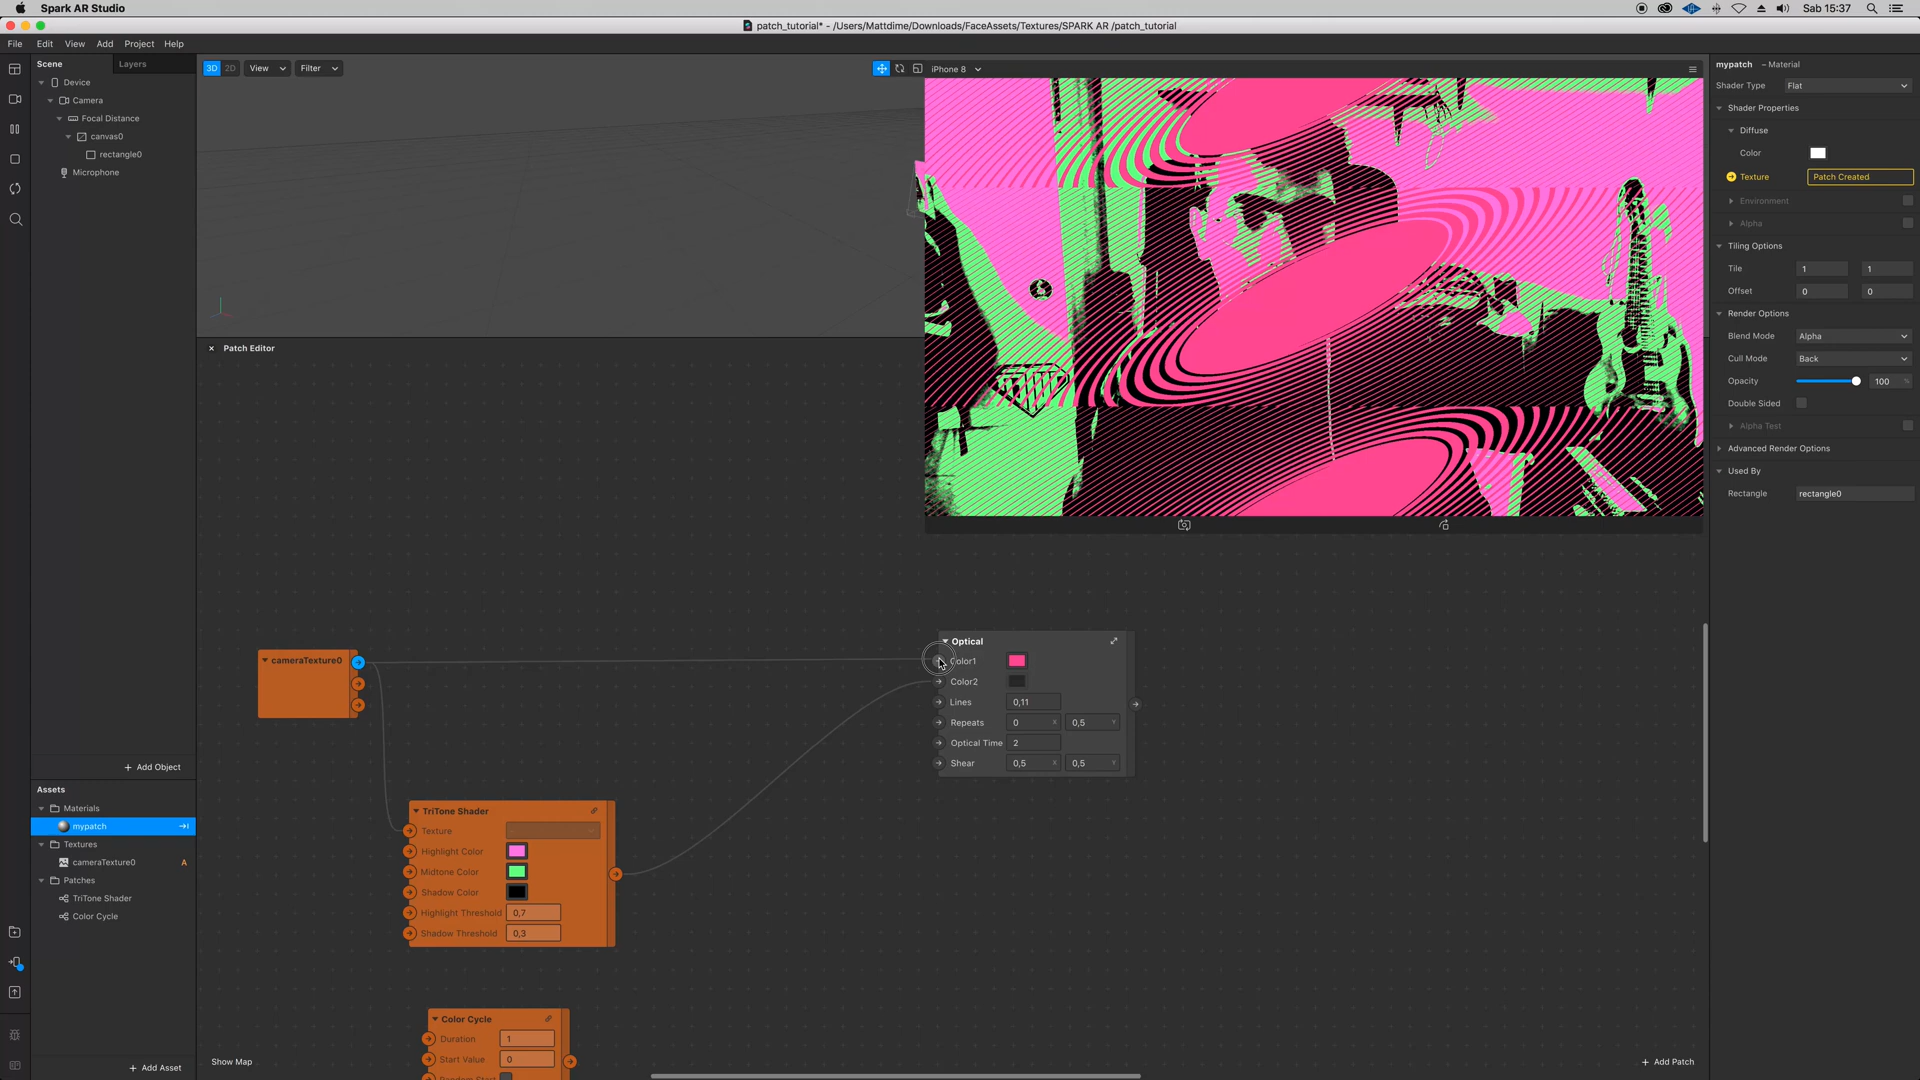 Spark AR Studio
Sab 15:37
patch_tutorial* - /Users/Mattdime/Downloads/FaceAssets/Textures/SPARK AR /patch_tutorial
File Edit View Add Project Help
Scene Layers
Device
Camera
Focal Distance
canvas0
rectangle0
Microphone
3D 2D View Filter
iPhone 8
mypatch – Material
Shader Type Flat
Shader Properties
Diffuse
Color
Texture Patch Created
Environment
Alpha
Tiling Options
Tile 1 1
Offset 0 0
Render Options
Blend Mode Alpha
Cull Mode Back
Opacity 100 %
Double Sided
Alpha Test
Advanced Render Options
Used By
Rectangle rectangle0
Patch Editor
cameraTexture0
Optical
Color1
Color2
Lines 0,11
Repeats 0 X 0,5 Y
Optical Time 2
Shear 0,5 X 0,5 Y
TriTone Shader
Texture
Highlight Color
Midtone Color
Shadow Color
Highlight Threshold 0,7
Shadow Threshold 0,3
Color Cycle
Duration 1
Start Value 0
Add Object
Assets
Materials
mypatch
Textures
cameraTexture0 A
Patches
TriTone Shader
Color Cycle
Add Asset
Show Map
Add Patch